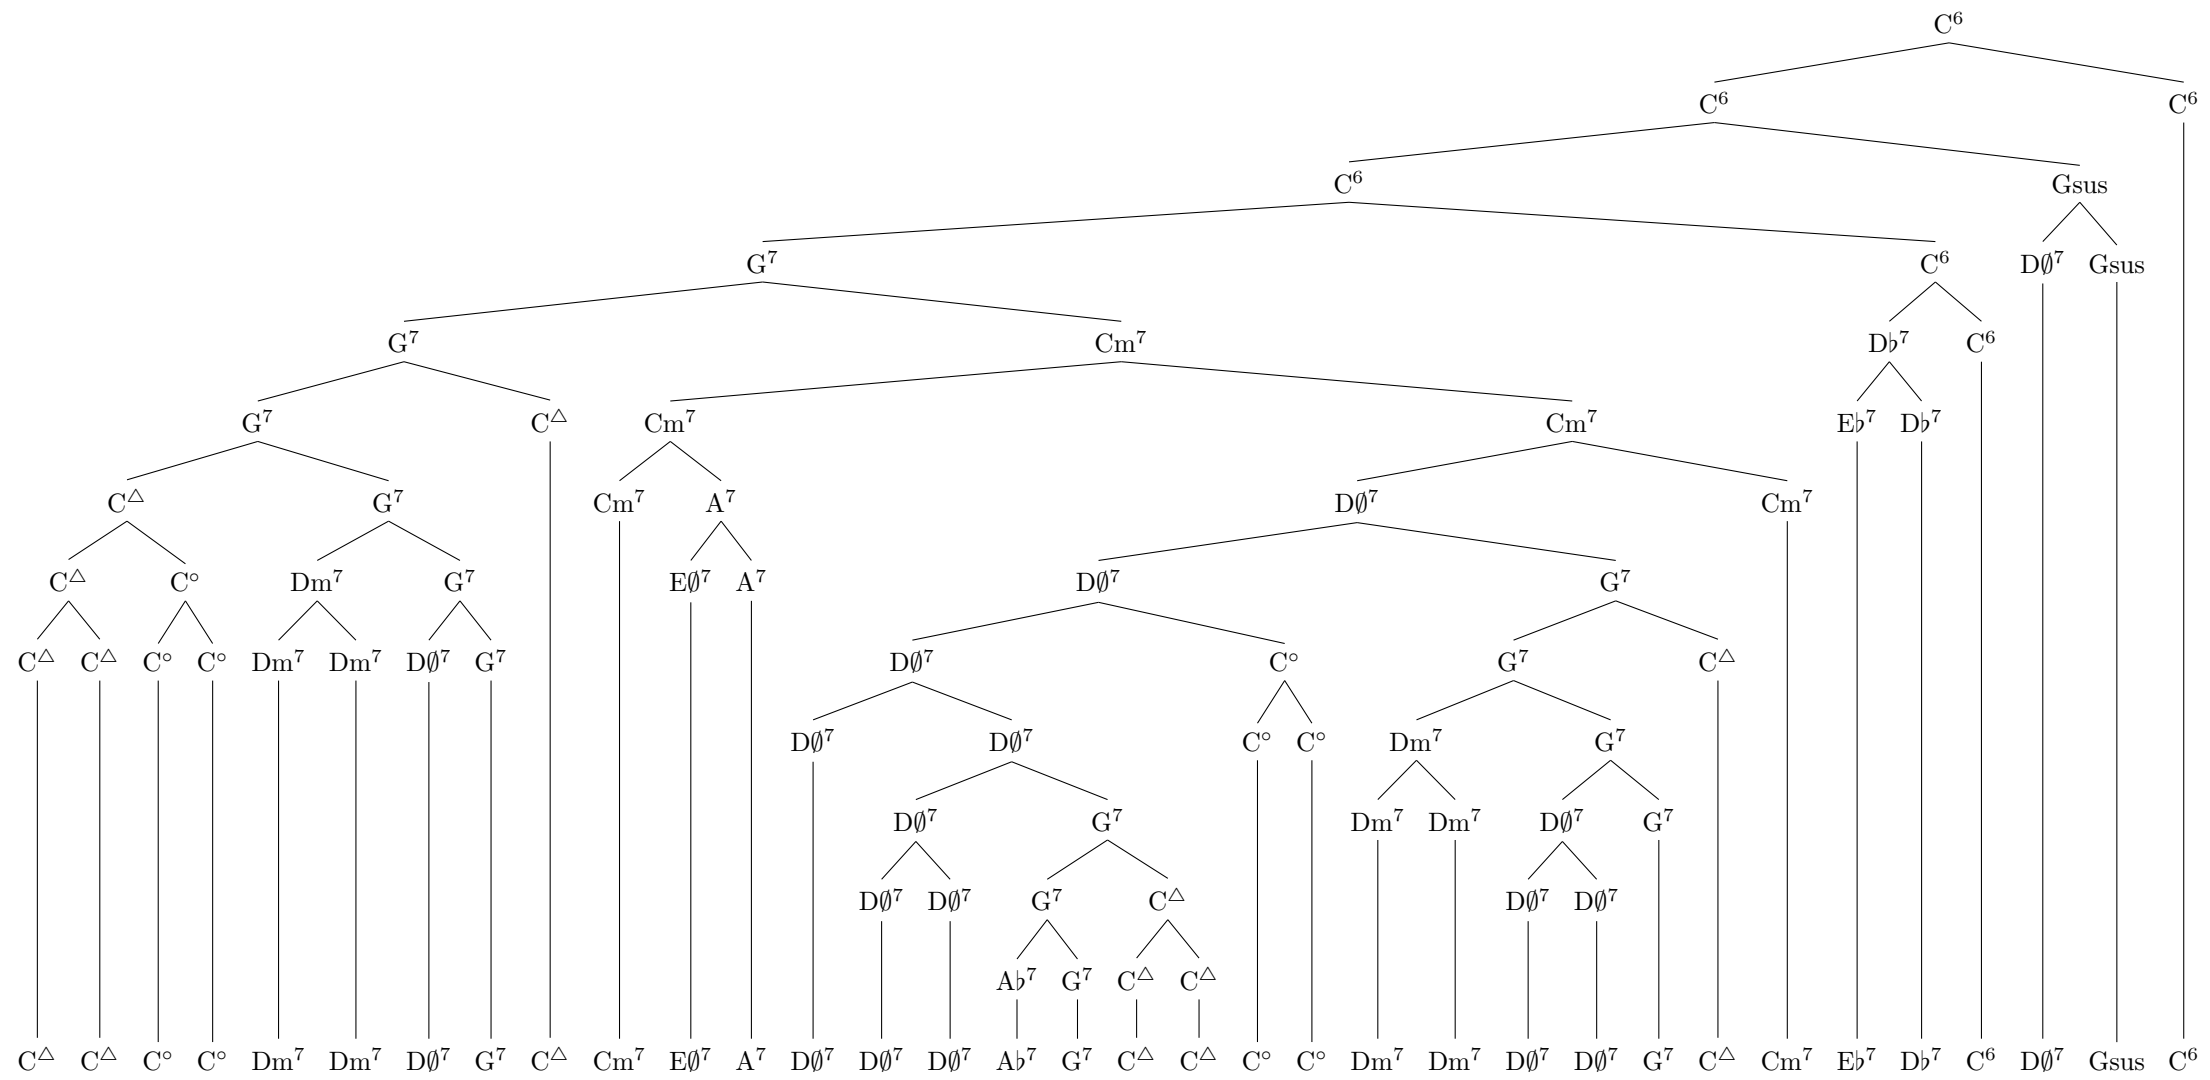 C⁶
C⁶ C⁶
C⁶ Gsus
G⁷ C⁶ D∅⁷ Gsus
G⁷ Cm⁷ D♭⁷ C⁶
G⁷ C△ Cm⁷ Cm⁷ E♭⁷ D♭⁷
C△ G⁷ Cm⁷ A⁷ D∅⁷ Cm⁷
C△ C° Dm⁷ G⁷ E∅⁷ A⁷ D∅⁷ G⁷
C△ C△ C° C° Dm⁷ Dm⁷ D∅⁷ G⁷ D∅⁷ C° G⁷ C△
D∅⁷ D∅⁷ C° C° Dm⁷ G⁷
D∅⁷ G⁷ Dm⁷ Dm⁷ D∅⁷ G⁷
D∅⁷ D∅⁷ G⁷ C△ D∅⁷ D∅⁷
A♭⁷ G⁷ C△ C△
C△ C△ C° C° Dm⁷ Dm⁷ D∅⁷ G⁷ C△ Cm⁷ E∅⁷ A⁷ D∅⁷ D∅⁷ D∅⁷ A♭⁷ G⁷ C△ C△ C° C° Dm⁷ Dm⁷ D∅⁷ D∅⁷ G⁷ C△ Cm⁷ E♭⁷ D♭⁷ C⁶ D∅⁷ Gsus C⁶